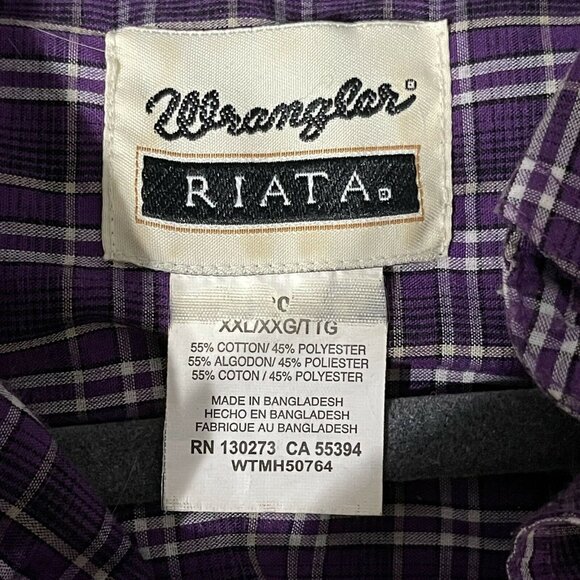 Wrangler
RIATA
XXL/XXG/TTG
55% COTTON/ 45% POLYESTER
55% ALGODON/ 45% POLIESTER
55% COTON / 45% POLYESTER
MADE IN BANGLADESH
HECHO EN BANGLADESH
FABRIQUE AU BANGLADESH
RN 130273 CA 55394
WTMH50764